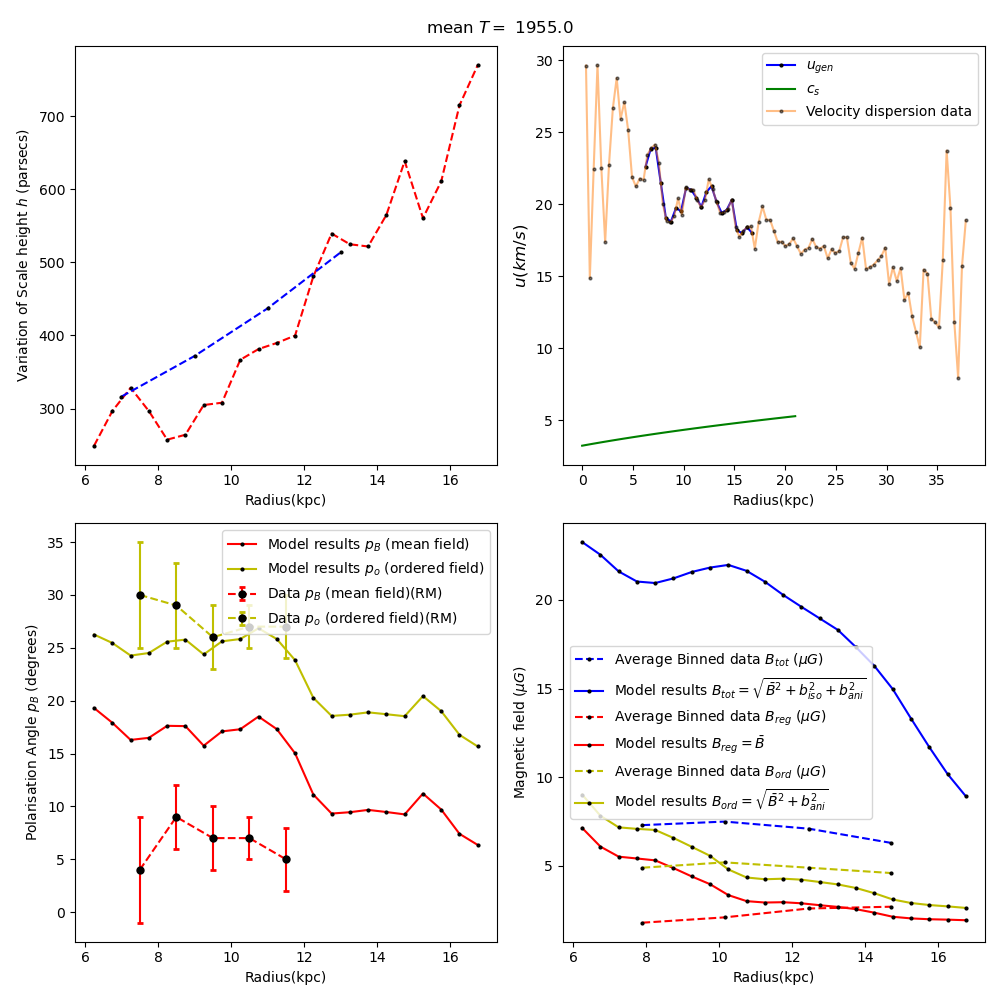 mean T = 1955.0
Variation of Scale height h (parsecs)
700
600
500
400
300
6 8 10 12 14 16
Radius(kpc)
u(km/s)
30
25
20
15
10
5
u_gen
c_s
Velocity dispersion data
0 5 10 15 20 25 30 35
Radius(kpc)
Polarisation Angle p_B (degrees)
35
30
25
20
15
10
5
0
Model results p_B (mean field)
Model results p_o (ordered field)
Data p_B (mean field)(RM)
Data p_o (ordered field)(RM)
6 8 10 12 14 16
Radius(kpc)
Magnetic field (μG)
20
15
10
5
Average Binned data B_tot (μG)
Model results B_tot = √(B̄² + b²_iso + b²_ani)
Average Binned data B_reg (μG)
Model results B_reg = B̄
Average Binned data B_ord (μG)
Model results B_ord = √(B̄² + b²_ani)
6 8 10 12 14 16
Radius(kpc)